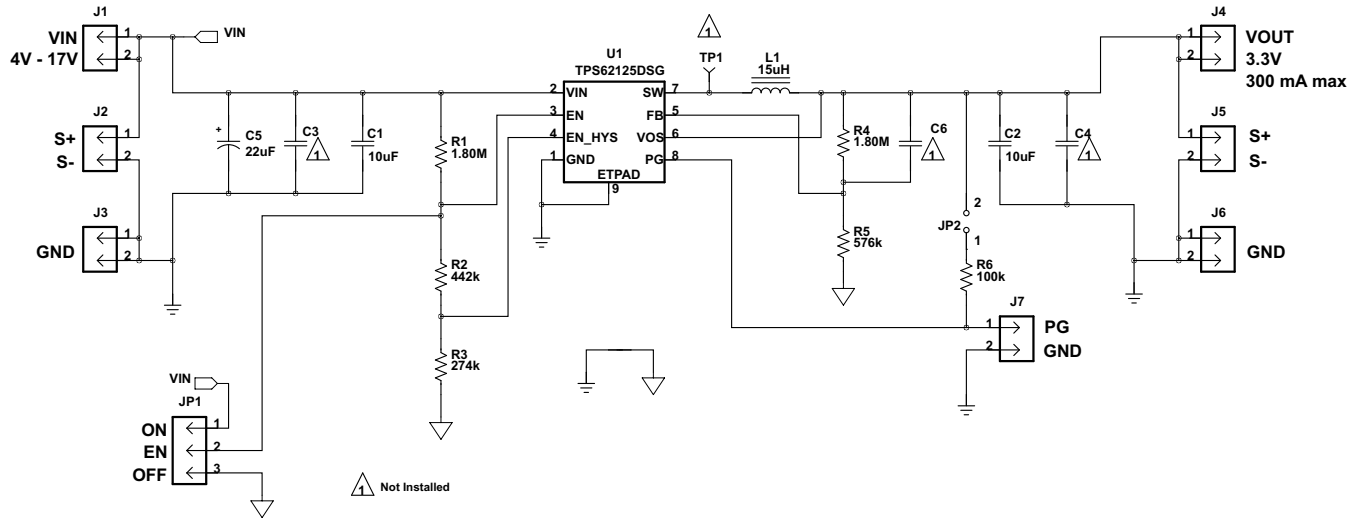 J1
VIN
4V - 17V
1
2
VIN
J2
S+
S-
1
2
J3
GND
1
2
+
C5
22uF
C3
1
C1
10uF
R1
1.80M
R2
442k
R3
274k
U1
TPS62125DSG
2 VIN
3 EN
4 EN_HYS
1 GND
SW 7
FB 5
VOS 6
PG 8
ETPAD
9
1
TP1
L1
15uH
R4
1.80M
C6
1
R5
576k
2
JP2
1
R6
100k
C2
10uF
C4
1
J4
1
2
VOUT
3.3V
300 mA max
J5
1
2
S+
S-
J6
1
2
GND
J7
1
2
PG
GND
VIN
JP1
ON
EN
OFF
1
2
3
1 Not Installed